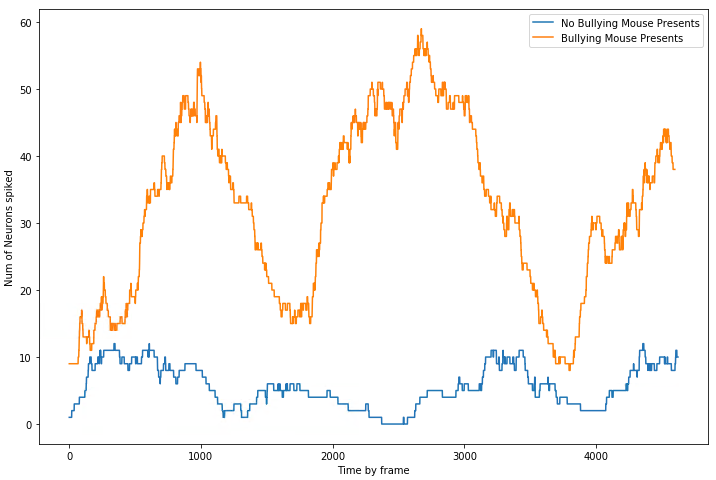 No Bullying Mouse Presents
Bullying Mouse Presents
60
50
40
30
20
10
0
Num of Neurons spiked
0 1000 2000 3000 4000
Time by frame